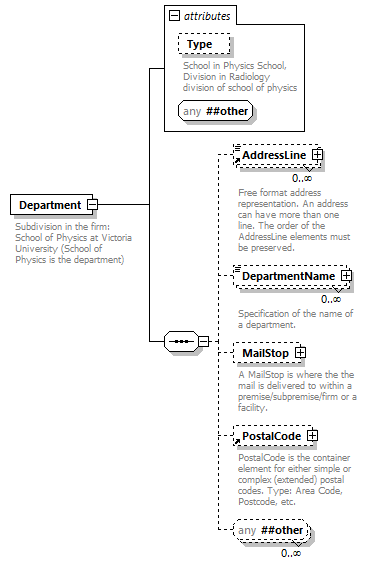 attributes
Type
School in Physics School,
Division in Radiology
division of school of physics
any ##other
AddressLine
0..∞
Free format address
representation. An address
can have more than one
line. The order of the
AddressLine elements must
be preserved.
Department
Subdivision in the firm:
School of Physics at Victoria
University (School of
Physics is the department)
DepartmentName
0..∞
Specification of the name of
a department.
MailStop
A MailStop is where the the
mail is delivered to within a
premise/subpremise/firm or a
facility.
PostalCode
PostalCode is the container
element for either simple or
complex (extended) postal
codes. Type: Area Code,
Postcode, etc.
any ##other
0..∞